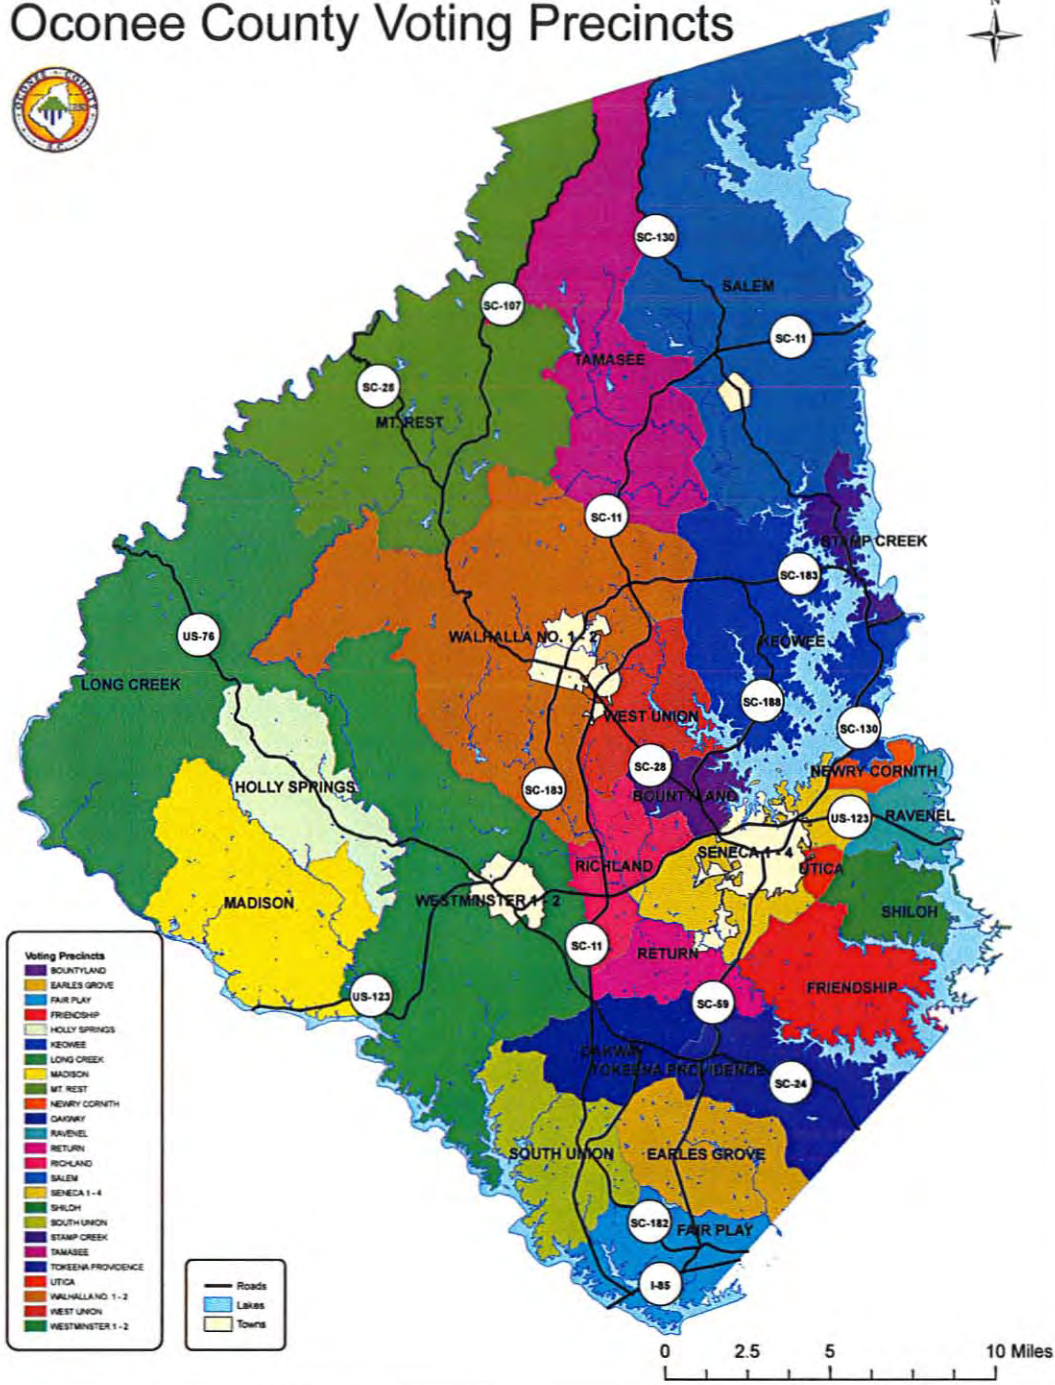 Oconee County Voting Precincts
N
OCONEE COUNTY
S.C.
SC-130
SALEM
SC-107
SC-11
TAMASEE
SC-28
MT. REST
SC-11
STAMP CREEK
SC-183
US-76
WALHALLA NO. 1 - 2
KEOWEE
LONG CREEK
SC-188
WEST UNION
SC-130
SC-28
NEWRY CORNITH
HOLLY SPRINGS
SC-183
BOUNTYLAND
US-123
RAVENEL
SENECA 1 - 4
RICHLAND
UTICA
MADISON
WESTMINSTER 1 - 2
SHILOH
SC-11
RETURN
FRIENDSHIP
US-123
SC-59
OAKWAY
TOKEENA PROVIDENCE
SC-24
SOUTH UNION
EARLES GROVE
SC-182
FAIR PLAY
I-85
Voting Precincts
BOUNTYLAND
EARLES GROVE
FAIR PLAY
FRIENDSHIP
HOLLY SPRINGS
KEOWEE
LONG CREEK
MADISON
MT. REST
NEWRY CORNITH
OAKWAY
RAVENEL
RETURN
RICHLAND
SALEM
SENECA 1 - 4
SHILOH
SOUTH UNION
STAMP CREEK
TAMASEE
TOKEENA PROVIDENCE
UTICA
WALHALLA NO. 1 - 2
WEST UNION
WESTMINSTER 1 - 2
Roads
Lakes
Towns
0 2.5 5 10 Miles